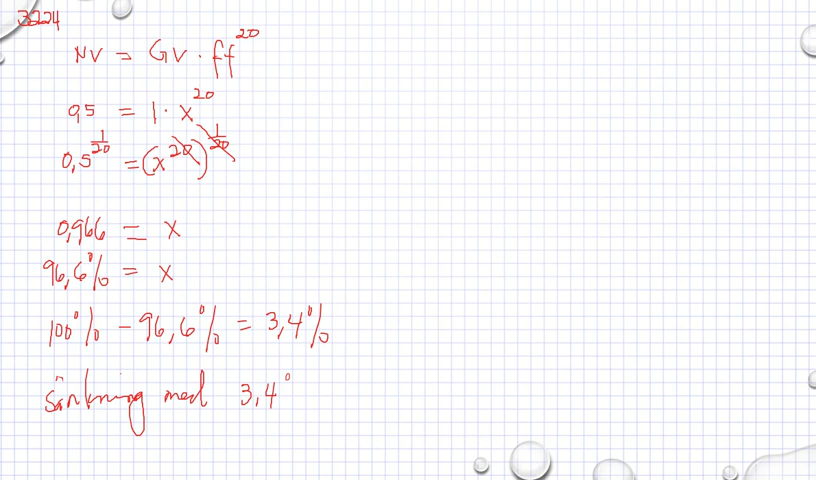 3224
NV = GV · ff^20
0,5 = 1 · x^20
0,5^(1/20) = (x^20)^(1/20)
0,966 = x
96,6% = x
100% - 96,6% = 3,4%
sänkning med 3,4°